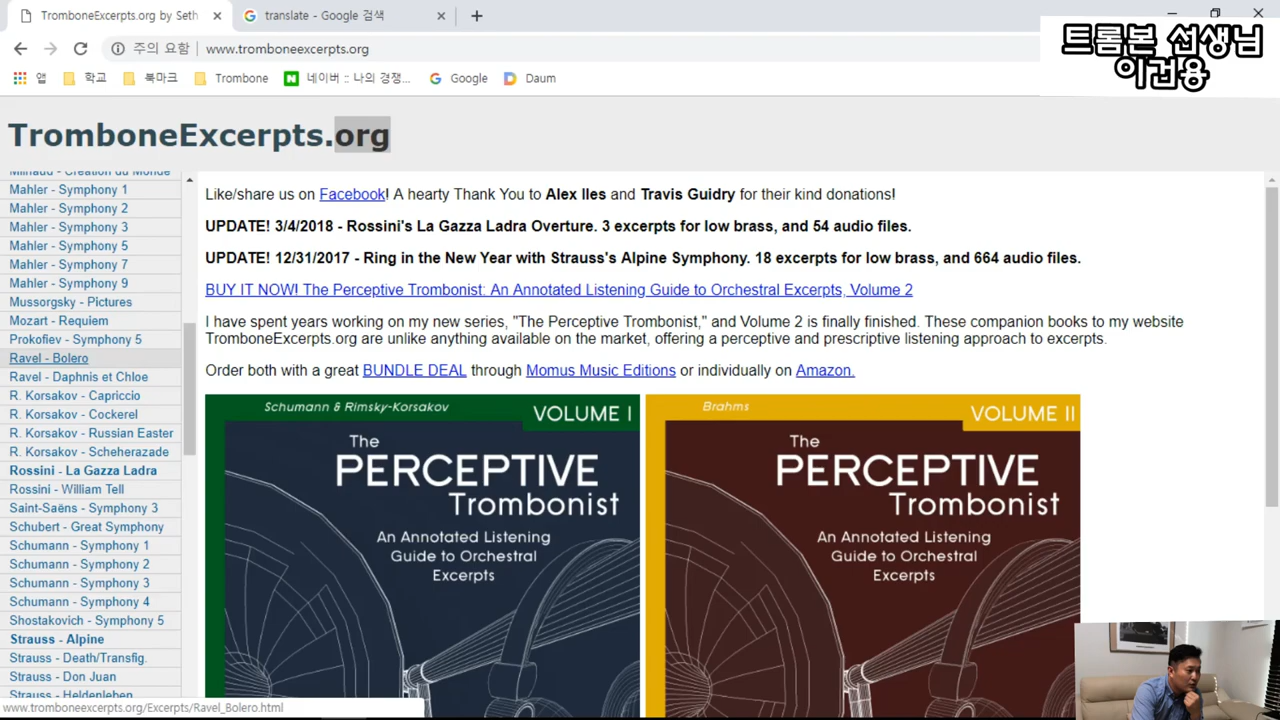 TromboneExcerpts.org by Seth
translate - Google 검색
주의 요함
www.tromboneexcerpts.org
앱
학교
북마크
Trombone
네이버 :: 나의 경쟁...
Google
Daum
트롬본 선생님
이건용
TromboneExcerpts.org
Milhaud - Creation du Monde
Mahler - Symphony 1
Mahler - Symphony 2
Mahler - Symphony 3
Mahler - Symphony 5
Mahler - Symphony 7
Mahler - Symphony 9
Mussorgsky - Pictures
Mozart - Requiem
Prokofiev - Symphony 5
Ravel - Bolero
Ravel - Daphnis et Chloe
R. Korsakov - Capriccio
R. Korsakov - Cockerel
R. Korsakov - Russian Easter
R. Korsakov - Scheherazade
Rossini - La Gazza Ladra
Rossini - William Tell
Saint-Saëns - Symphony 3
Schubert - Great Symphony
Schumann - Symphony 1
Schumann - Symphony 2
Schumann - Symphony 3
Schumann - Symphony 4
Shostakovich - Symphony 5
Strauss - Alpine
Strauss - Death/Transfig.
Strauss - Don Juan
Strauss - Heldenleben
Like/share us on Facebook! A hearty Thank You to Alex Iles and Travis Guidry for their kind donations!
UPDATE! 3/4/2018 - Rossini's La Gazza Ladra Overture. 3 excerpts for low brass, and 54 audio files.
UPDATE! 12/31/2017 - Ring in the New Year with Strauss's Alpine Symphony. 18 excerpts for low brass, and 664 audio files.
BUY IT NOW! The Perceptive Trombonist: An Annotated Listening Guide to Orchestral Excerpts, Volume 2
I have spent years working on my new series, "The Perceptive Trombonist," and Volume 2 is finally finished. These companion books to my website
TromboneExcerpts.org are unlike anything available on the market, offering a perceptive and prescriptive listening approach to excerpts.
Order both with a great BUNDLE DEAL through Momus Music Editions or individually on Amazon.
Schumann & Rimsky-Korsakov
VOLUME I
The
PERCEPTIVE
Trombonist
An Annotated Listening
Guide to Orchestral
Excerpts
Brahms
VOLUME II
The
PERCEPTIVE
Trombonist
An Annotated Listening
Guide to Orchestral
Excerpts
www.tromboneexcerpts.org/Excerpts/Ravel_Bolero.html